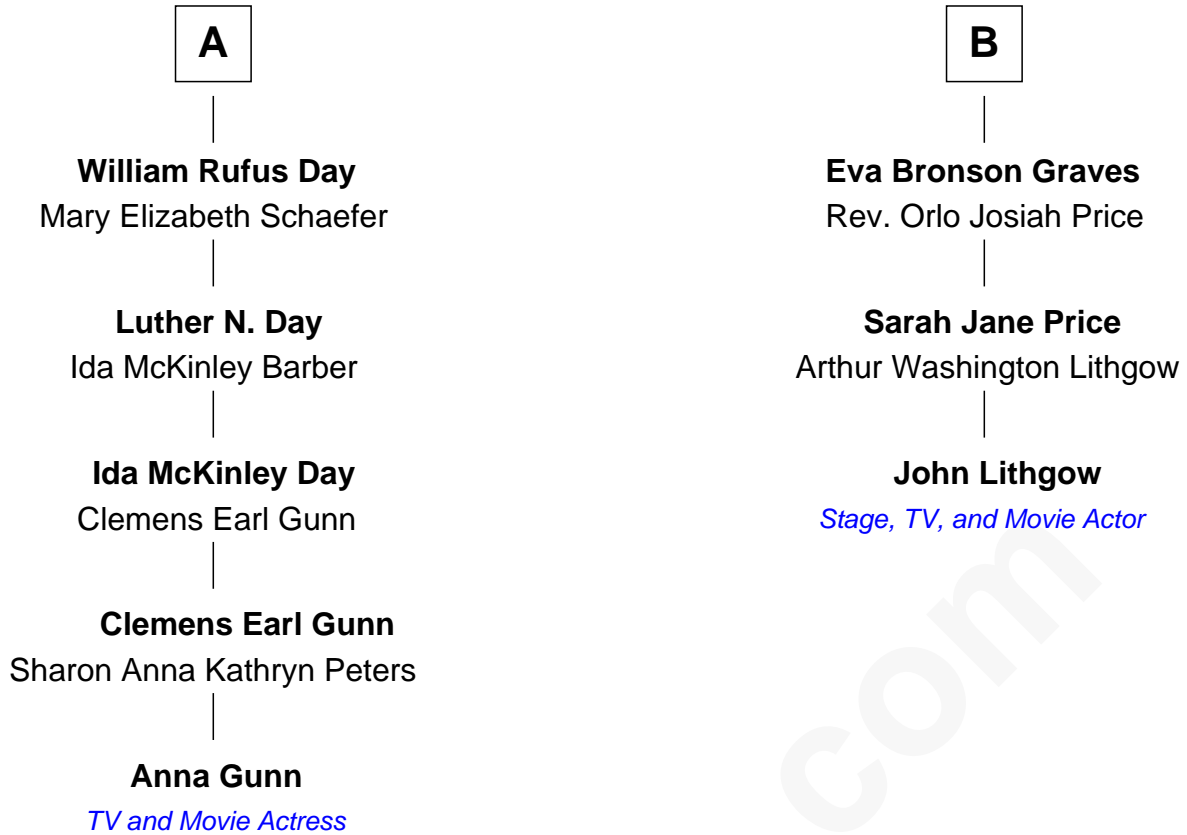 A
William Rufus Day
Mary Elizabeth Schaefer
Luther N. Day
Ida McKinley Barber
Ida McKinley Day
Clemens Earl Gunn
Clemens Earl Gunn
Sharon Anna Kathryn Peters
Anna Gunn
TV and Movie Actress
B
Eva Bronson Graves
Rev. Orlo Josiah Price
Sarah Jane Price
Arthur Washington Lithgow
John Lithgow
Stage, TV, and Movie Actor
com